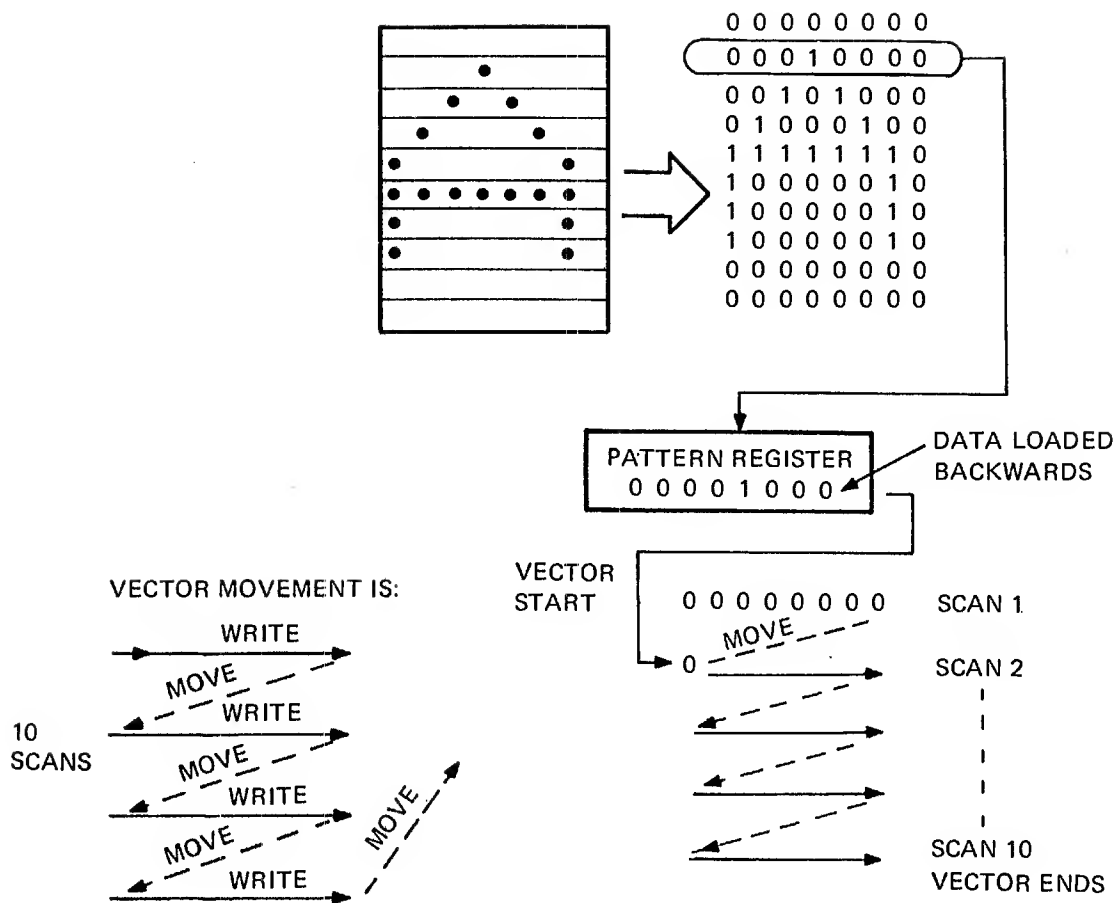 0 0 0 0 0 0 0 0
0 0 0 1 0 0 0 0
0 0 1 0 1 0 0 0
0 1 0 0 0 1 0 0
1 1 1 1 1 1 1 0
1 0 0 0 0 0 1 0
1 0 0 0 0 0 1 0
1 0 0 0 0 0 1 0
0 0 0 0 0 0 0 0
0 0 0 0 0 0 0 0
PATTERN REGISTER
0 0 0 0 1 0 0 0
DATA LOADED
BACKWARDS
VECTOR
START
0 0 0 0 0 0 0 0
SCAN 1
MOVE
0
SCAN 2
SCAN 10
VECTOR ENDS
VECTOR MOVEMENT IS:
WRITE
MOVE
WRITE
10
SCANS
MOVE
WRITE
MOVE
MOVE
WRITE